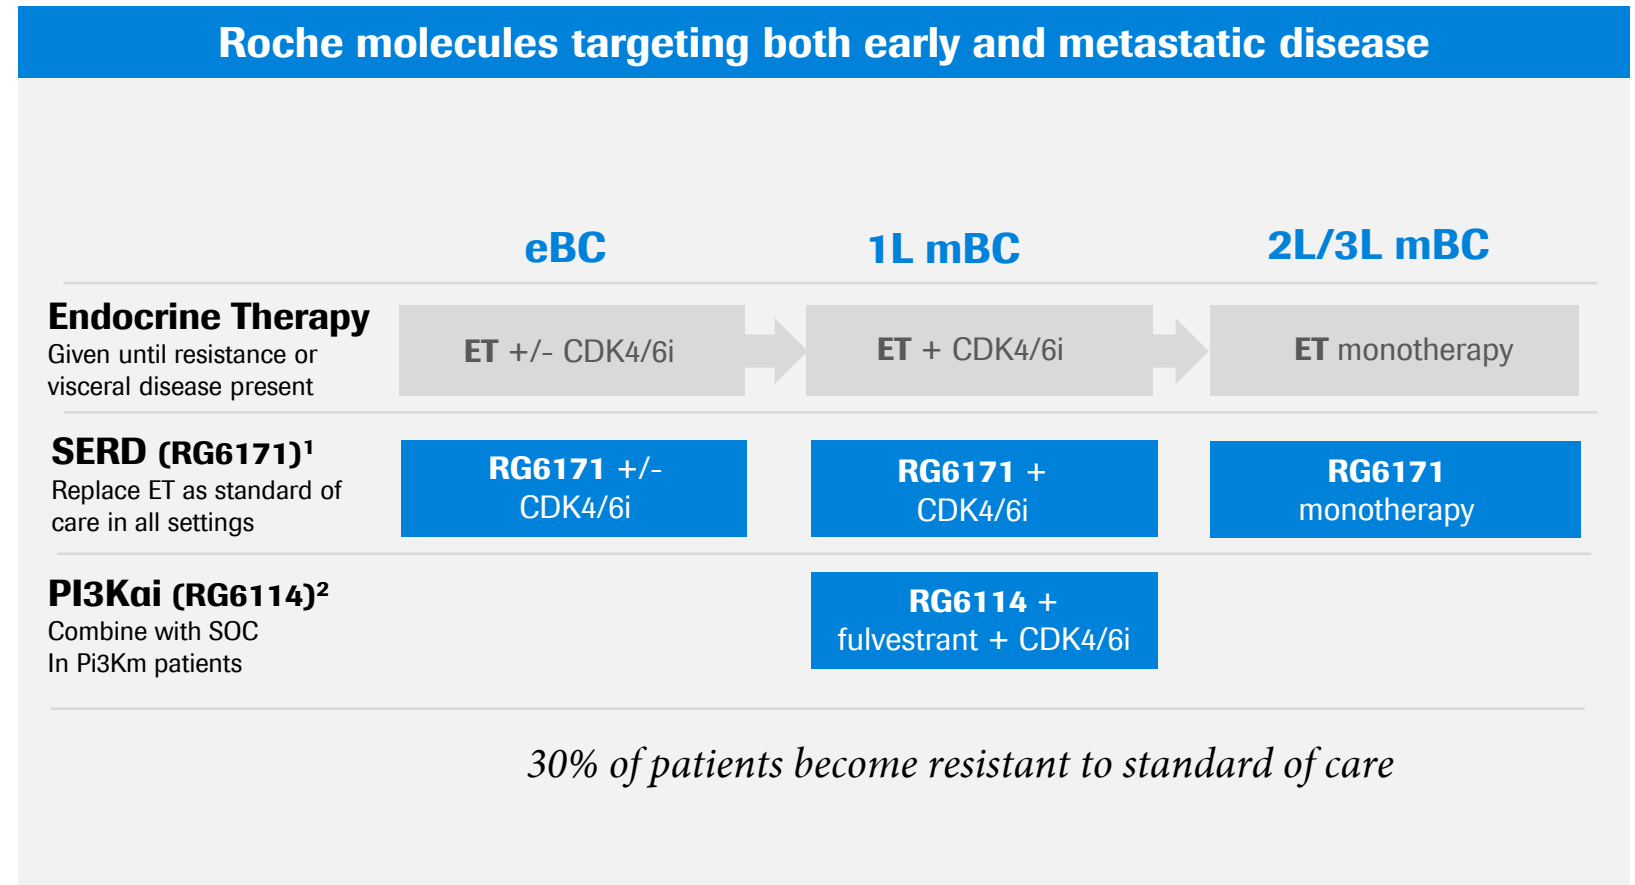 Roche molecules targeting both early and metastatic disease
eBC
1L mBC
2L/3L mBC
Endocrine Therapy
Given until resistance or
visceral disease present
ET +/- CDK4/6i
ET + CDK4/6i
ET monotherapy
SERD (RG6171)¹
Replace ET as standard of
care in all settings
RG6171 +/-
CDK4/6i
RG6171 +
CDK4/6i
RG6171
monotherapy
PI3Kαi (RG6114)²
Combine with SOC
In Pi3Km patients
RG6114 +
fulvestrant + CDK4/6i
30% of patients become resistant to standard of care